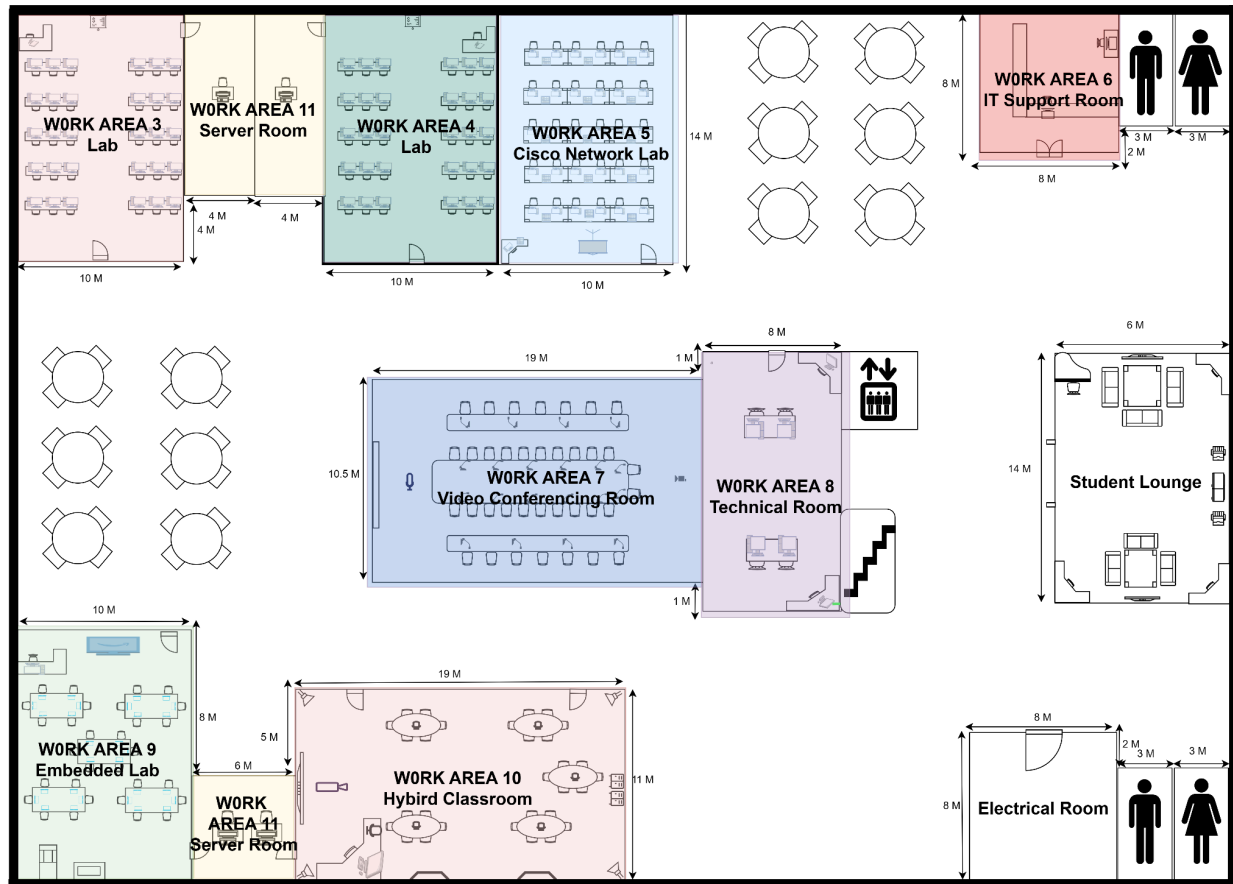 W0RK AREA 3
Lab
W0RK AREA 11
Server Room
W0RK AREA 4
Lab
W0RK AREA 5
Cisco Network Lab
W0RK AREA 6
IT Support Room
8 M
14 M
3 M
3 M
2 M
8 M
4 M
4 M
4 M
10 M
10 M
10 M
8 M
6 M
19 M
1 M
10.5 M
W0RK AREA 7
Video Conferencing Room
W0RK AREA 8
Technical Room
14 M
Student Lounge
1 M
10 M
19 M
8 M
5 M
8 M
2 M
3 M
3 M
W0RK AREA 9
Embedded Lab
6 M
W0RK AREA 10
Hybird Classroom
11 M
W0RK
AREA 11
Server Room
8 M
Electrical Room